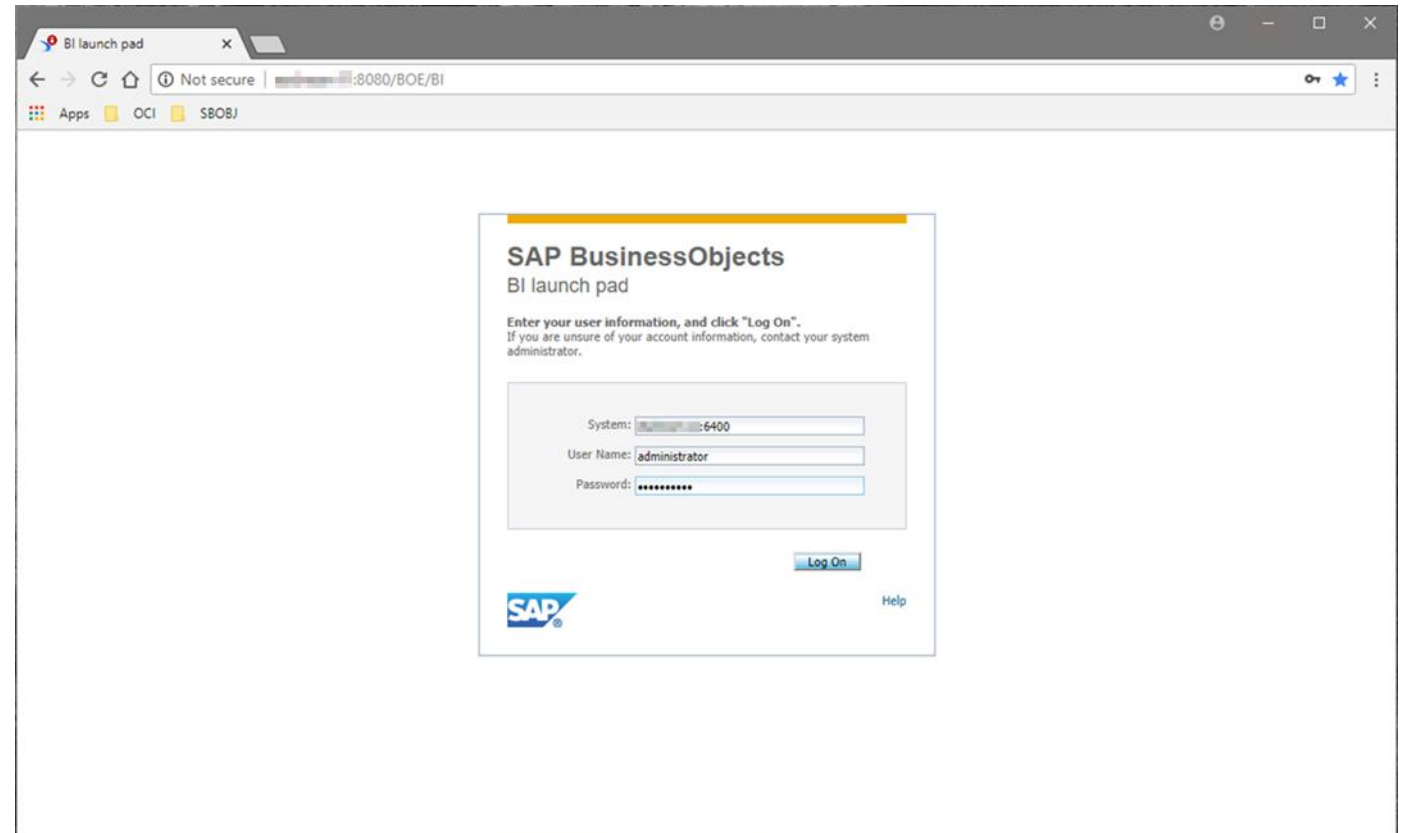 BI launch pad
Not secure | :8080/BOE/BI
Apps OCI SBOBJ
SAP BusinessObjects
BI launch pad
Enter your user information, and click "Log On".
If you are unsure of your account information, contact your system
administrator.
System: :6400
User Name: administrator
Password: ••••••••••
Log On
Help
SAP®